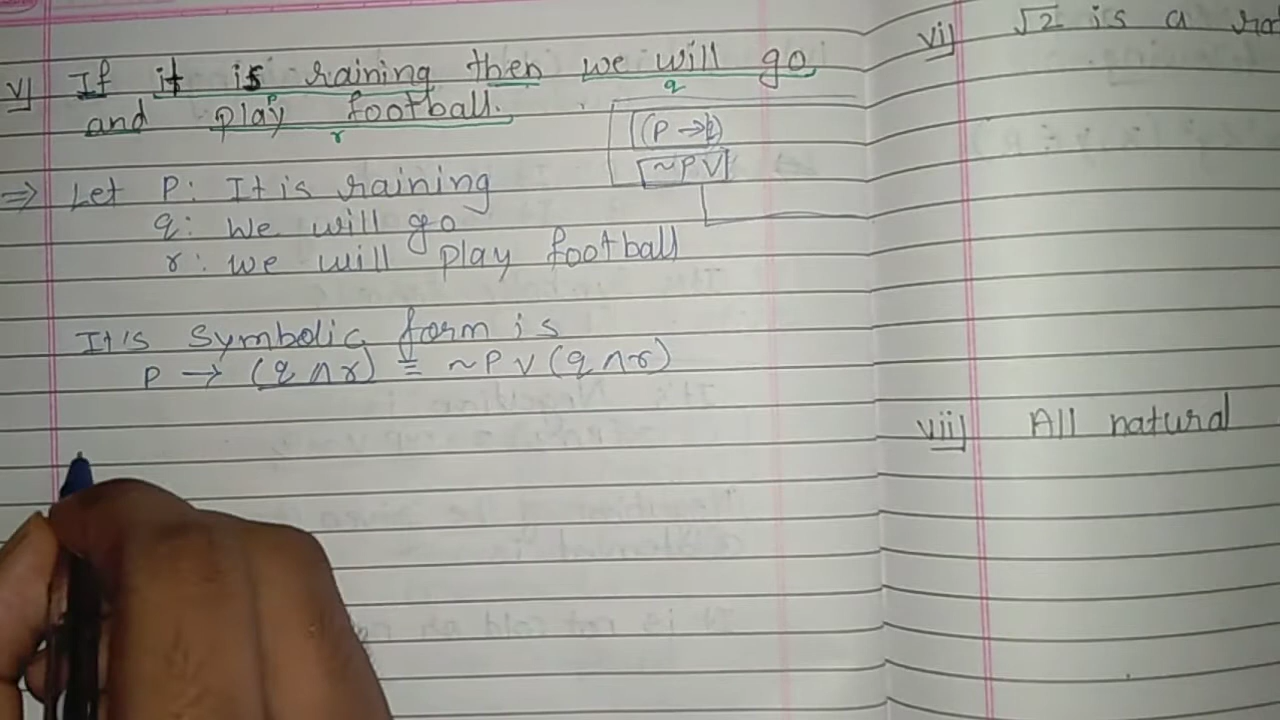 v) If it is raining then we will go
and play football.
p q r
(P → q)
~P V
⇒ Let P: It is raining
q: We will go
r: we will play football
It's Symbolic form is
P → (q ∧ r) ≡ ~P V (q ∧ r)
vi) √2 is a
vii) All natural